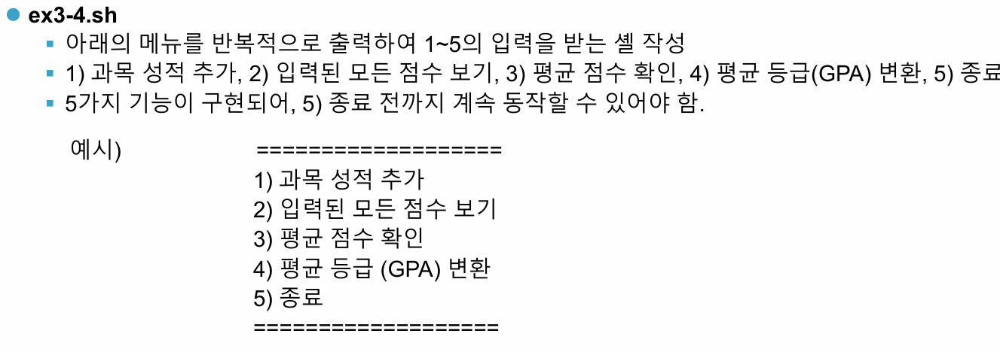 ex3-4.sh
아래의 메뉴를 반복적으로 출력하여 1~5의 입력을 받는 셸 작성
1) 과목 성적 추가, 2) 입력된 모든 점수 보기, 3) 평균 점수 확인, 4) 평균 등급(GPA) 변환, 5) 종료
5가지 기능이 구현되어, 5) 종료 전까지 계속 동작할 수 있어야 함.
예시) ===================
1) 과목 성적 추가
2) 입력된 모든 점수 보기
3) 평균 점수 확인
4) 평균 등급 (GPA) 변환
5) 종료
===================